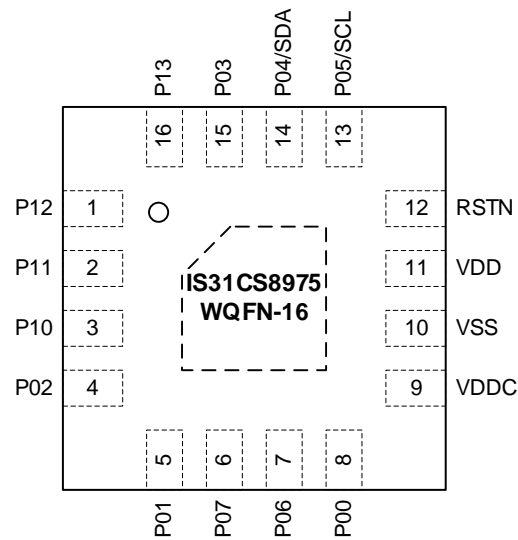 P13 P03 P04/SDA P05/SCL
16 15 14 13
P12 1 12 RSTN
P11 2 11 VDD
IS31CS8975
WQFN-16
P10 3 10 VSS
P02 4 9 VDDC
5 6 7 8
P01 P07 P06 P00